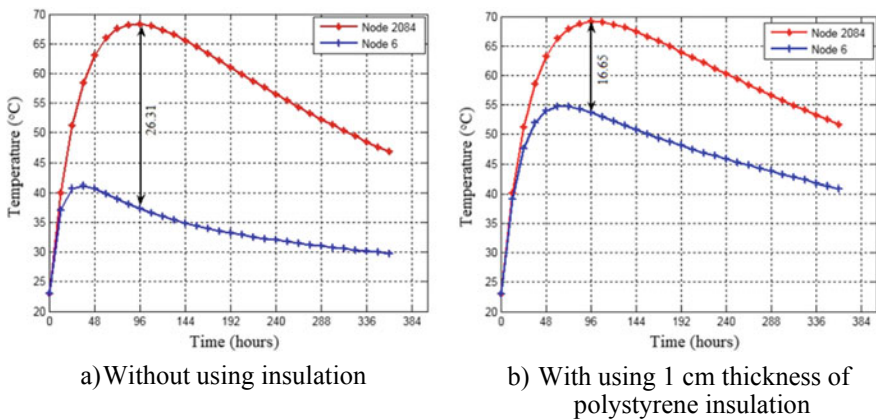 70
65
60
55
50
45
40
35
30
25
20
Temperature (°C)
Node 2084
Node 6
26.31
0 48 96 144 192 240 288 336 384
Time (hours)
a) Without using insulation
70
65
60
55
50
45
40
35
30
25
20
Temperature (°C)
Node 2084
Node 6
16.65
0 48 96 144 192 240 288 336 384
Time (hours)
b) With using 1 cm thickness of
polystyrene insulation